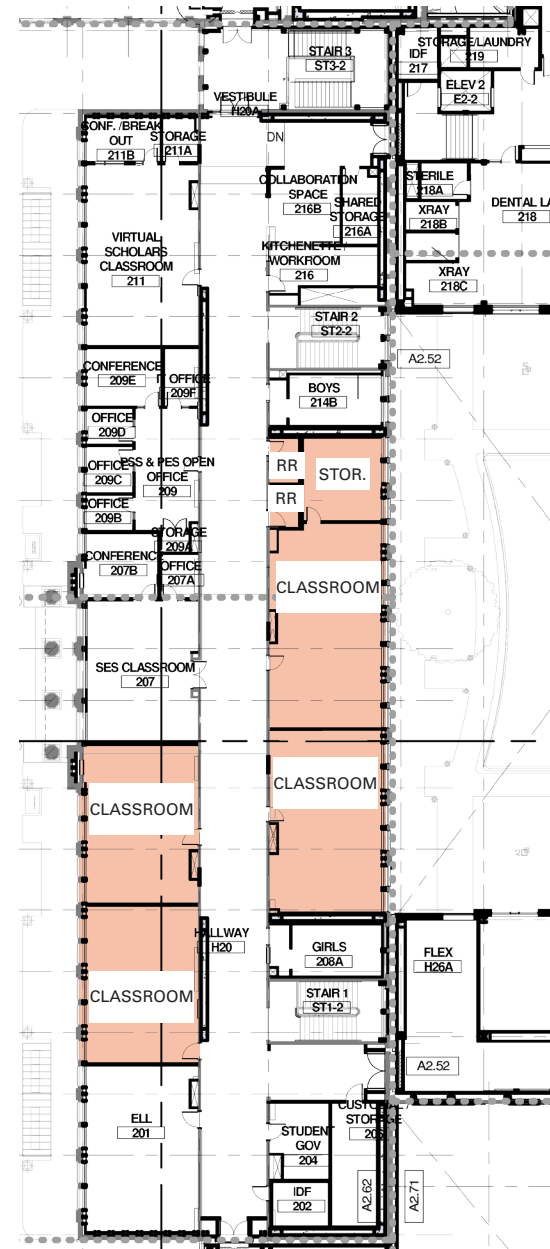 STAIR 3
ST3-2
IDF
217
STORAGE/LAUNDRY
219
ELEV 2
E2-2
VESTIBULE
H20A
DN
CONF. /BREAK
OUT
211B
STORAGE
211A
COLLABORATION
SPACE
216B
SHARED
STORAGE
216A
STERILE
218A
XRAY
218B
DENTAL LA
218
XRAY
218C
VIRTUAL
SCHOLARS
CLASSROOM
211
KITCHENETTE/
WORKROOM
216
STAIR 2
ST2-2
A2.52
CONFERENCE
209E
IT OFFICE
209F
BOYS
214B
OFFICE
209D
PSS & PES OPEN
OFFICE
209
OFFICE
209C
OFFICE
209B
RR
STOR.
RR
STORAGE
209A
CONFERENCE
207B
OFFICE
207A
CLASSROOM
SES CLASSROOM
207
CLASSROOM
CLASSROOM
HALLWAY
H20
GIRLS
208A
FLEX
H26A
CLASSROOM
STAIR 1
ST1-2
A2.52
ELL
201
STUDENT
GOV
204
CUSTODIAL /
STORAGE
206
IDF
202
A2.62
A2.71